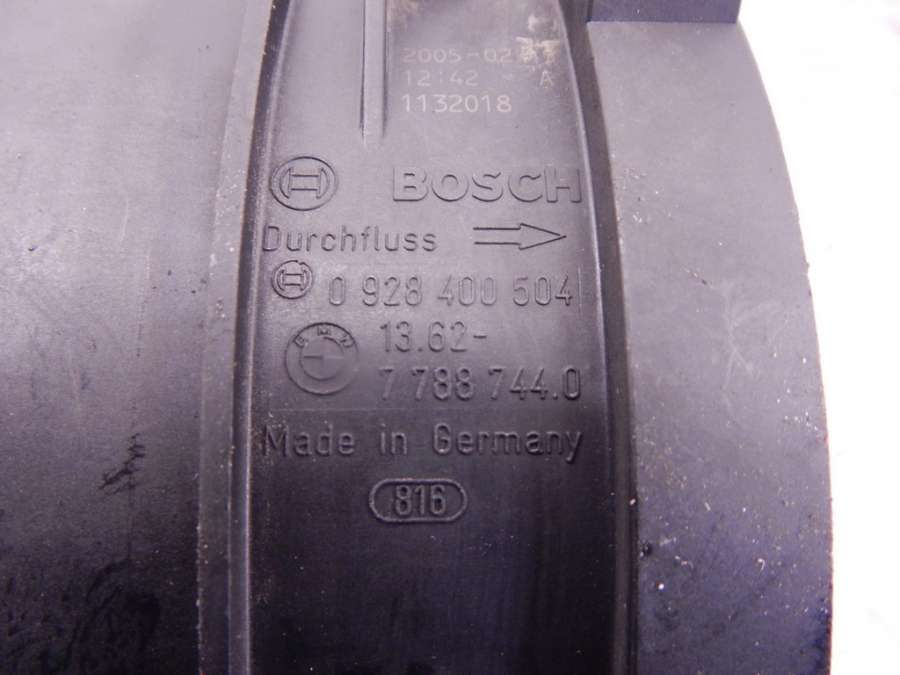 2005-02
12:42 A
1132018
BOSCH
Durchfluss
0 928 400 504
BMW
13.62-
7 788 744.0
Made in Germany
816